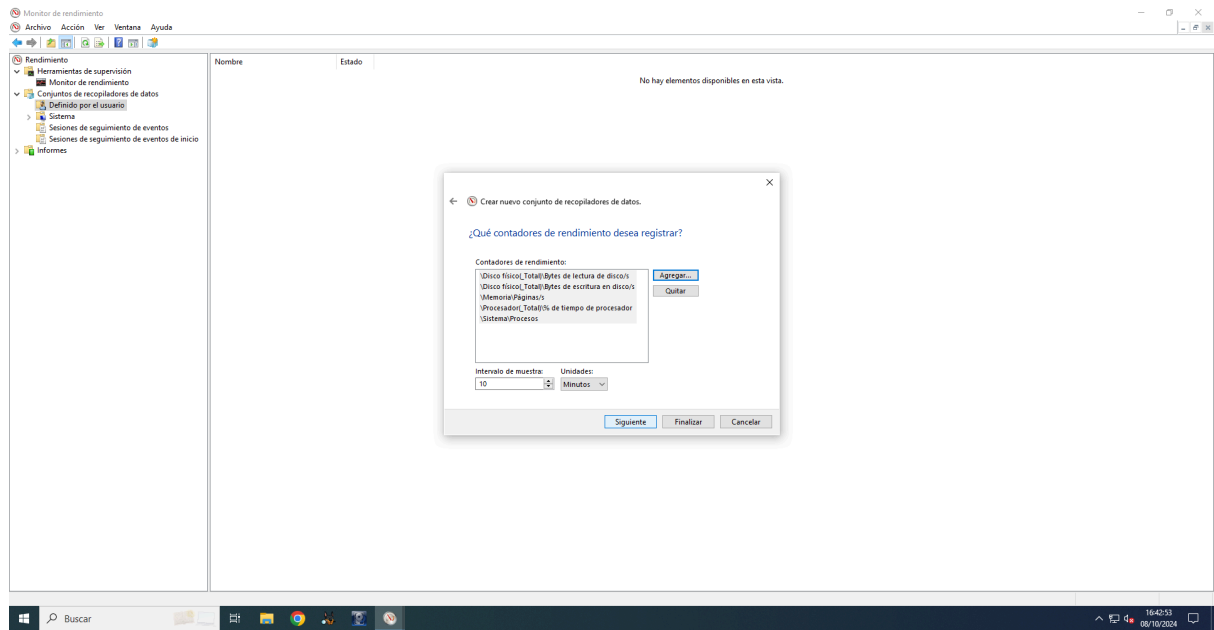 Monitor de rendimiento
Archivo Acción Ver Ventana Ayuda
Rendimiento
Herramientas de supervisión
Monitor de rendimiento
Conjuntos de recopiladores de datos
Definido por el usuario
Sistema
Sesiones de seguimiento de eventos
Sesiones de seguimiento de eventos de inicio
Informes
Nombre Estado
No hay elementos disponibles en esta vista.
Crear nuevo conjunto de recopiladores de datos.
¿Qué contadores de rendimiento desea registrar?
Contadores de rendimiento:
\Disco físico(_Total)\Bytes de lectura de disco/s
\Disco físico(_Total)\Bytes de escritura en disco/s
\Memoria\Páginas/s
\Procesador(_Total)\% de tiempo de procesador
\Sistema\Procesos
Agregar...
Quitar
Intervalo de muestra: Unidades:
10 Minutos
Siguiente Finalizar Cancelar
Buscar
16:42:53
08/10/2024